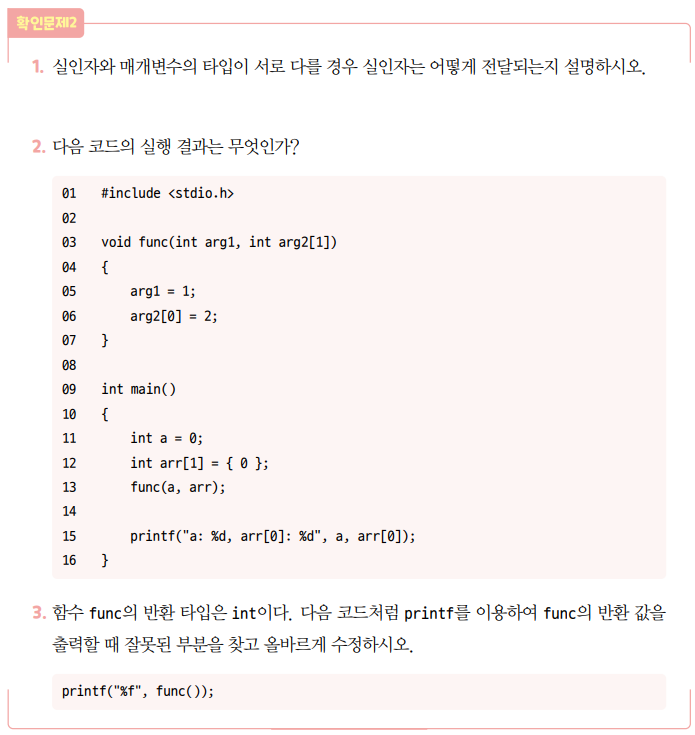 확인문제2
1. 실인자와 매개변수의 타입이 서로 다를 경우 실인자는 어떻게 전달되는지 설명하시오.
2. 다음 코드의 실행 결과는 무엇인가?
01 #include <stdio.h>
02
03 void func(int arg1, int arg2[1])
04 {
05     arg1 = 1;
06     arg2[0] = 2;
07 }
08
09 int main()
10 {
11     int a = 0;
12     int arr[1] = { 0 };
13     func(a, arr);
14
15     printf("a: %d, arr[0]: %d", a, arr[0]);
16 }
3. 함수 func의 반환 타입은 int이다. 다음 코드처럼 printf를 이용하여 func의 반환 값을
출력할 때 잘못된 부분을 찾고 올바르게 수정하시오.
printf("%f", func());